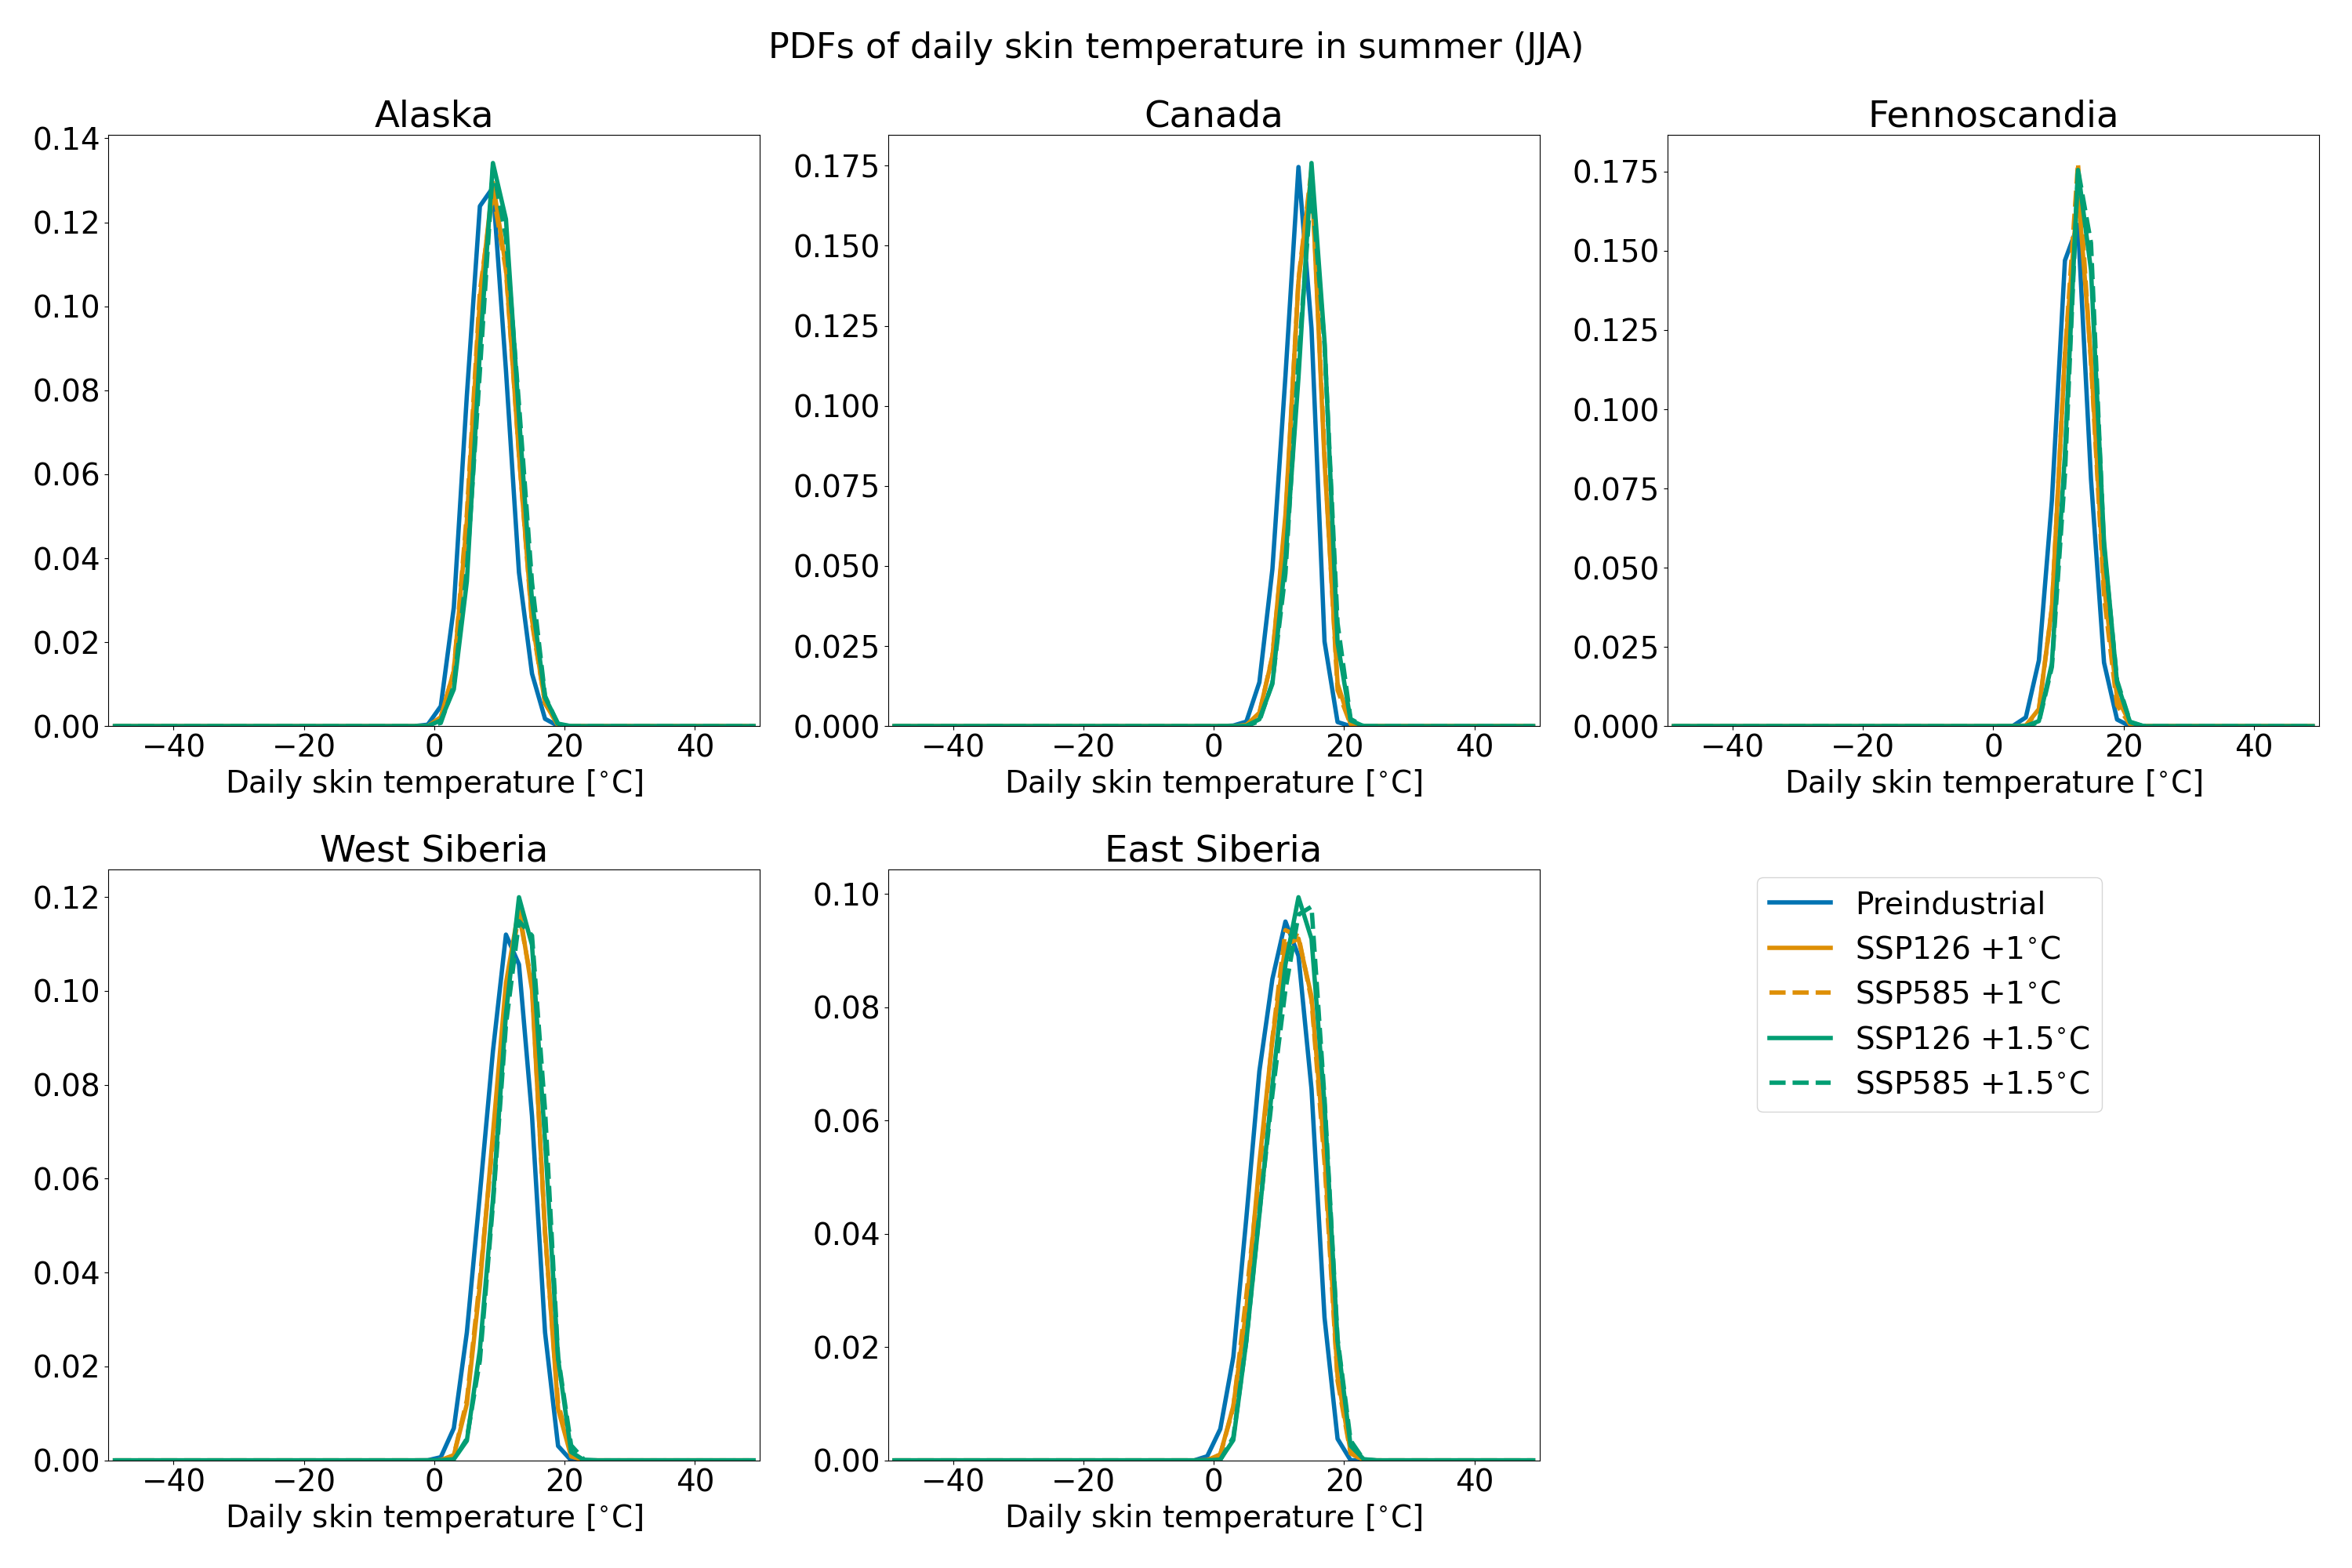 PDFs of daily skin temperature in summer (JJA)
Alaska
0.14
0.12
0.10
0.08
0.06
0.04
0.02
0.00
−40 −20 0 20 40
Daily skin temperature [°C]
Canada
0.175
0.150
0.125
0.100
0.075
0.050
0.025
0.000
−40 −20 0 20 40
Daily skin temperature [°C]
Fennoscandia
0.175
0.150
0.125
0.100
0.075
0.050
0.025
0.000
−40 −20 0 20 40
Daily skin temperature [°C]
West Siberia
0.12
0.10
0.08
0.06
0.04
0.02
0.00
−40 −20 0 20 40
Daily skin temperature [°C]
East Siberia
0.10
0.08
0.06
0.04
0.02
0.00
−40 −20 0 20 40
Daily skin temperature [°C]
Preindustrial
SSP126 +1°C
SSP585 +1°C
SSP126 +1.5°C
SSP585 +1.5°C